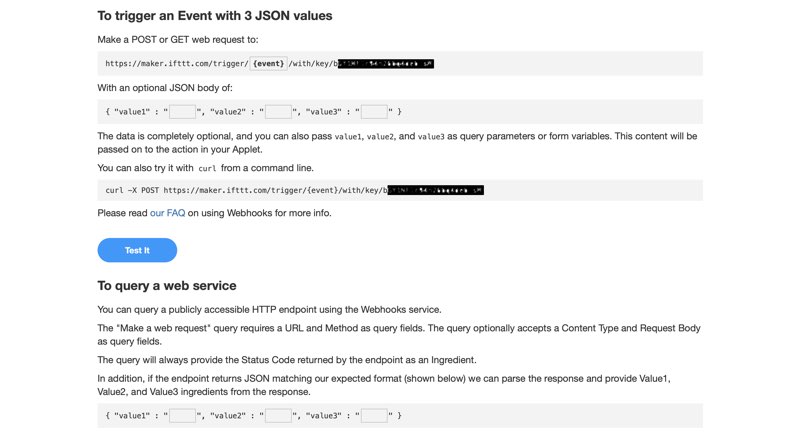 To trigger an Event with 3 JSON values
Make a POST or GET web request to:
https://maker.ifttt.com/trigger/ {event} /with/key/b
With an optional JSON body of:
{ "value1" : " ", "value2" : " ", "value3" : " " }
The data is completely optional, and you can also pass value1, value2, and value3 as query parameters or form variables. This content will be
passed on to the action in your Applet.
You can also try it with curl from a command line.
curl -X POST https://maker.ifttt.com/trigger/{event}/with/key/b
Please read our FAQ on using Webhooks for more info.
Test It
To query a web service
You can query a publicly accessible HTTP endpoint using the Webhooks service.
The "Make a web request" query requires a URL and Method as query fields. The query optionally accepts a Content Type and Request Body
as query fields.
The query will always provide the Status Code returned by the endpoint as an Ingredient.
In addition, if the endpoint returns JSON matching our expected format (shown below) we can parse the response and provide Value1,
Value2, and Value3 ingredients from the response.
{ "value1" : " ", "value2" : " ", "value3" : " " }